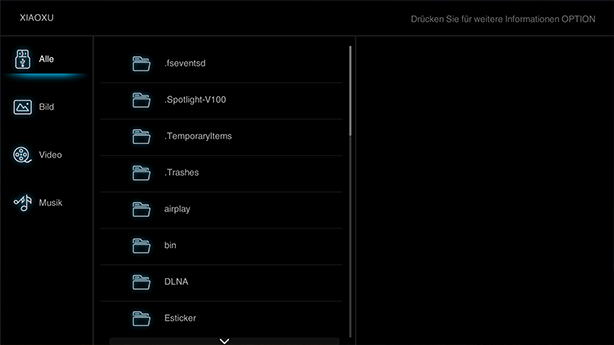 XIAOXU
Drücken Sie für weitere Informationen OPTION
Alle
Bild
Video
Musik
.fseventsd
.Spotlight-V100
.TemporaryItems
.Trashes
airplay
bin
DLNA
Esticker